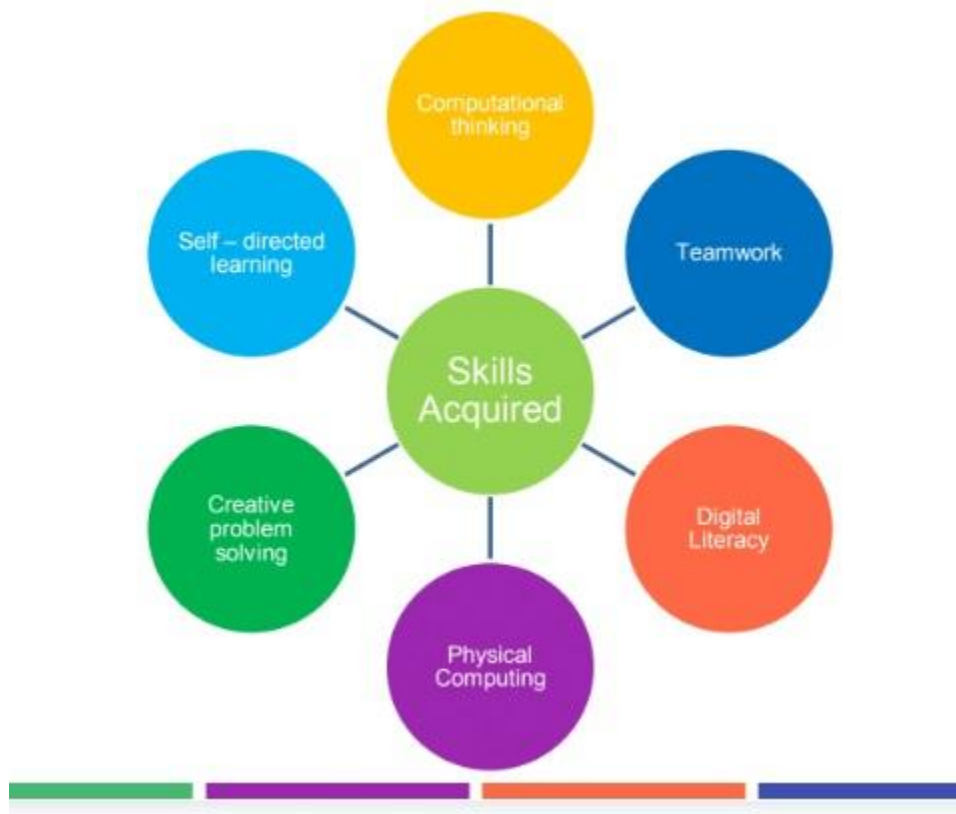 Computational
thinking
Self – directed
learning
Teamwork
Skills
Acquired
Creative
problem
solving
Digital
Literacy
Physical
Computing